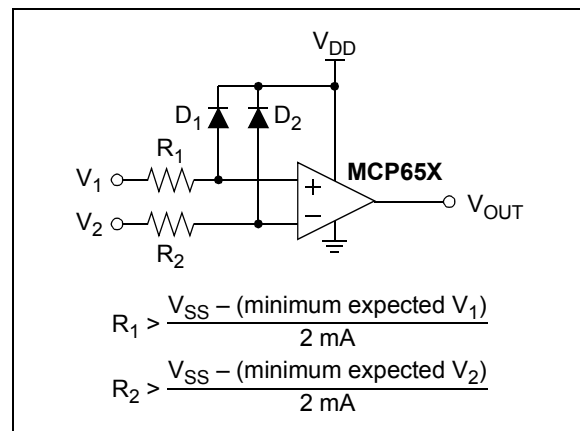 V_DD
D_1 D_2
R_1 MCP65X
V_1 +
V_OUT
V_2 –
R_2
R_1 > V_SS – (minimum expected V_1) / 2 mA
R_2 > V_SS – (minimum expected V_2) / 2 mA